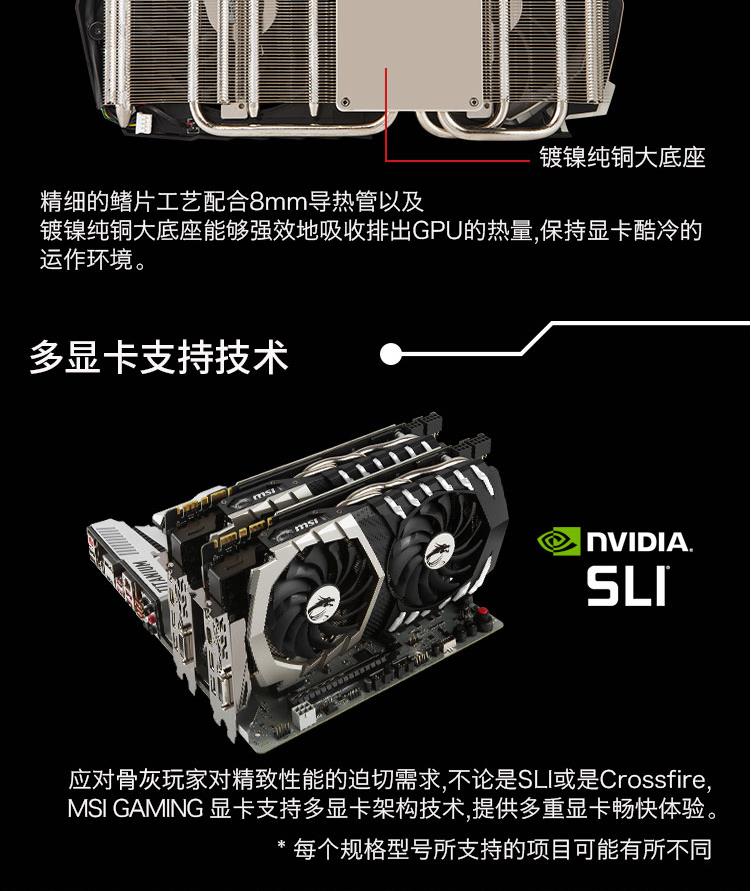 镀镍纯铜大底座
精细的鳍片工艺配合8mm导热管以及
镀镍纯铜大底座能够强效地吸收排出GPU的热量,保持显卡酷冷的
运作环境。
多显卡支持技术
msi
msi
TITANIUM
NVIDIA.
SLI
应对骨灰玩家对精致性能的迫切需求,不论是SLI或是Crossfire,
MSI GAMING 显卡支持多显卡架构技术,提供多重显卡畅快体验。
* 每个规格型号所支持的项目可能有所不同